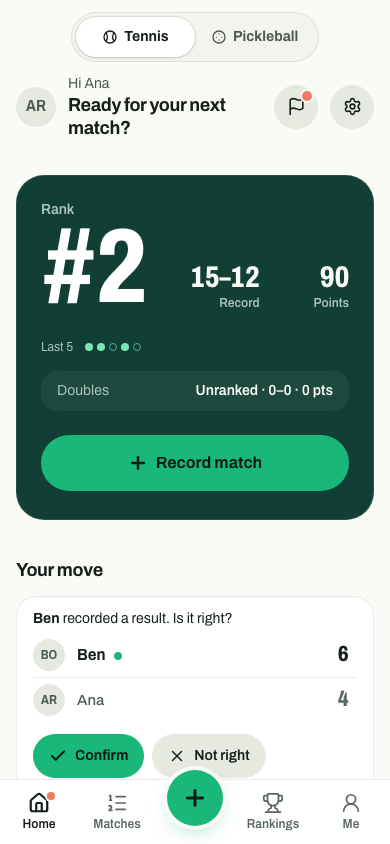 Tennis
Pickleball
AR
Hi Ana
Ready for your next
match?
Rank
#2
15–12
Record
90
Points
Last 5
Doubles
Unranked · 0–0 · 0 pts
Record match
Your move
Ben recorded a result. Is it right?
BO
Ben
6
AR
Ana
4
Confirm
Not right
Home
Matches
Rankings
Me